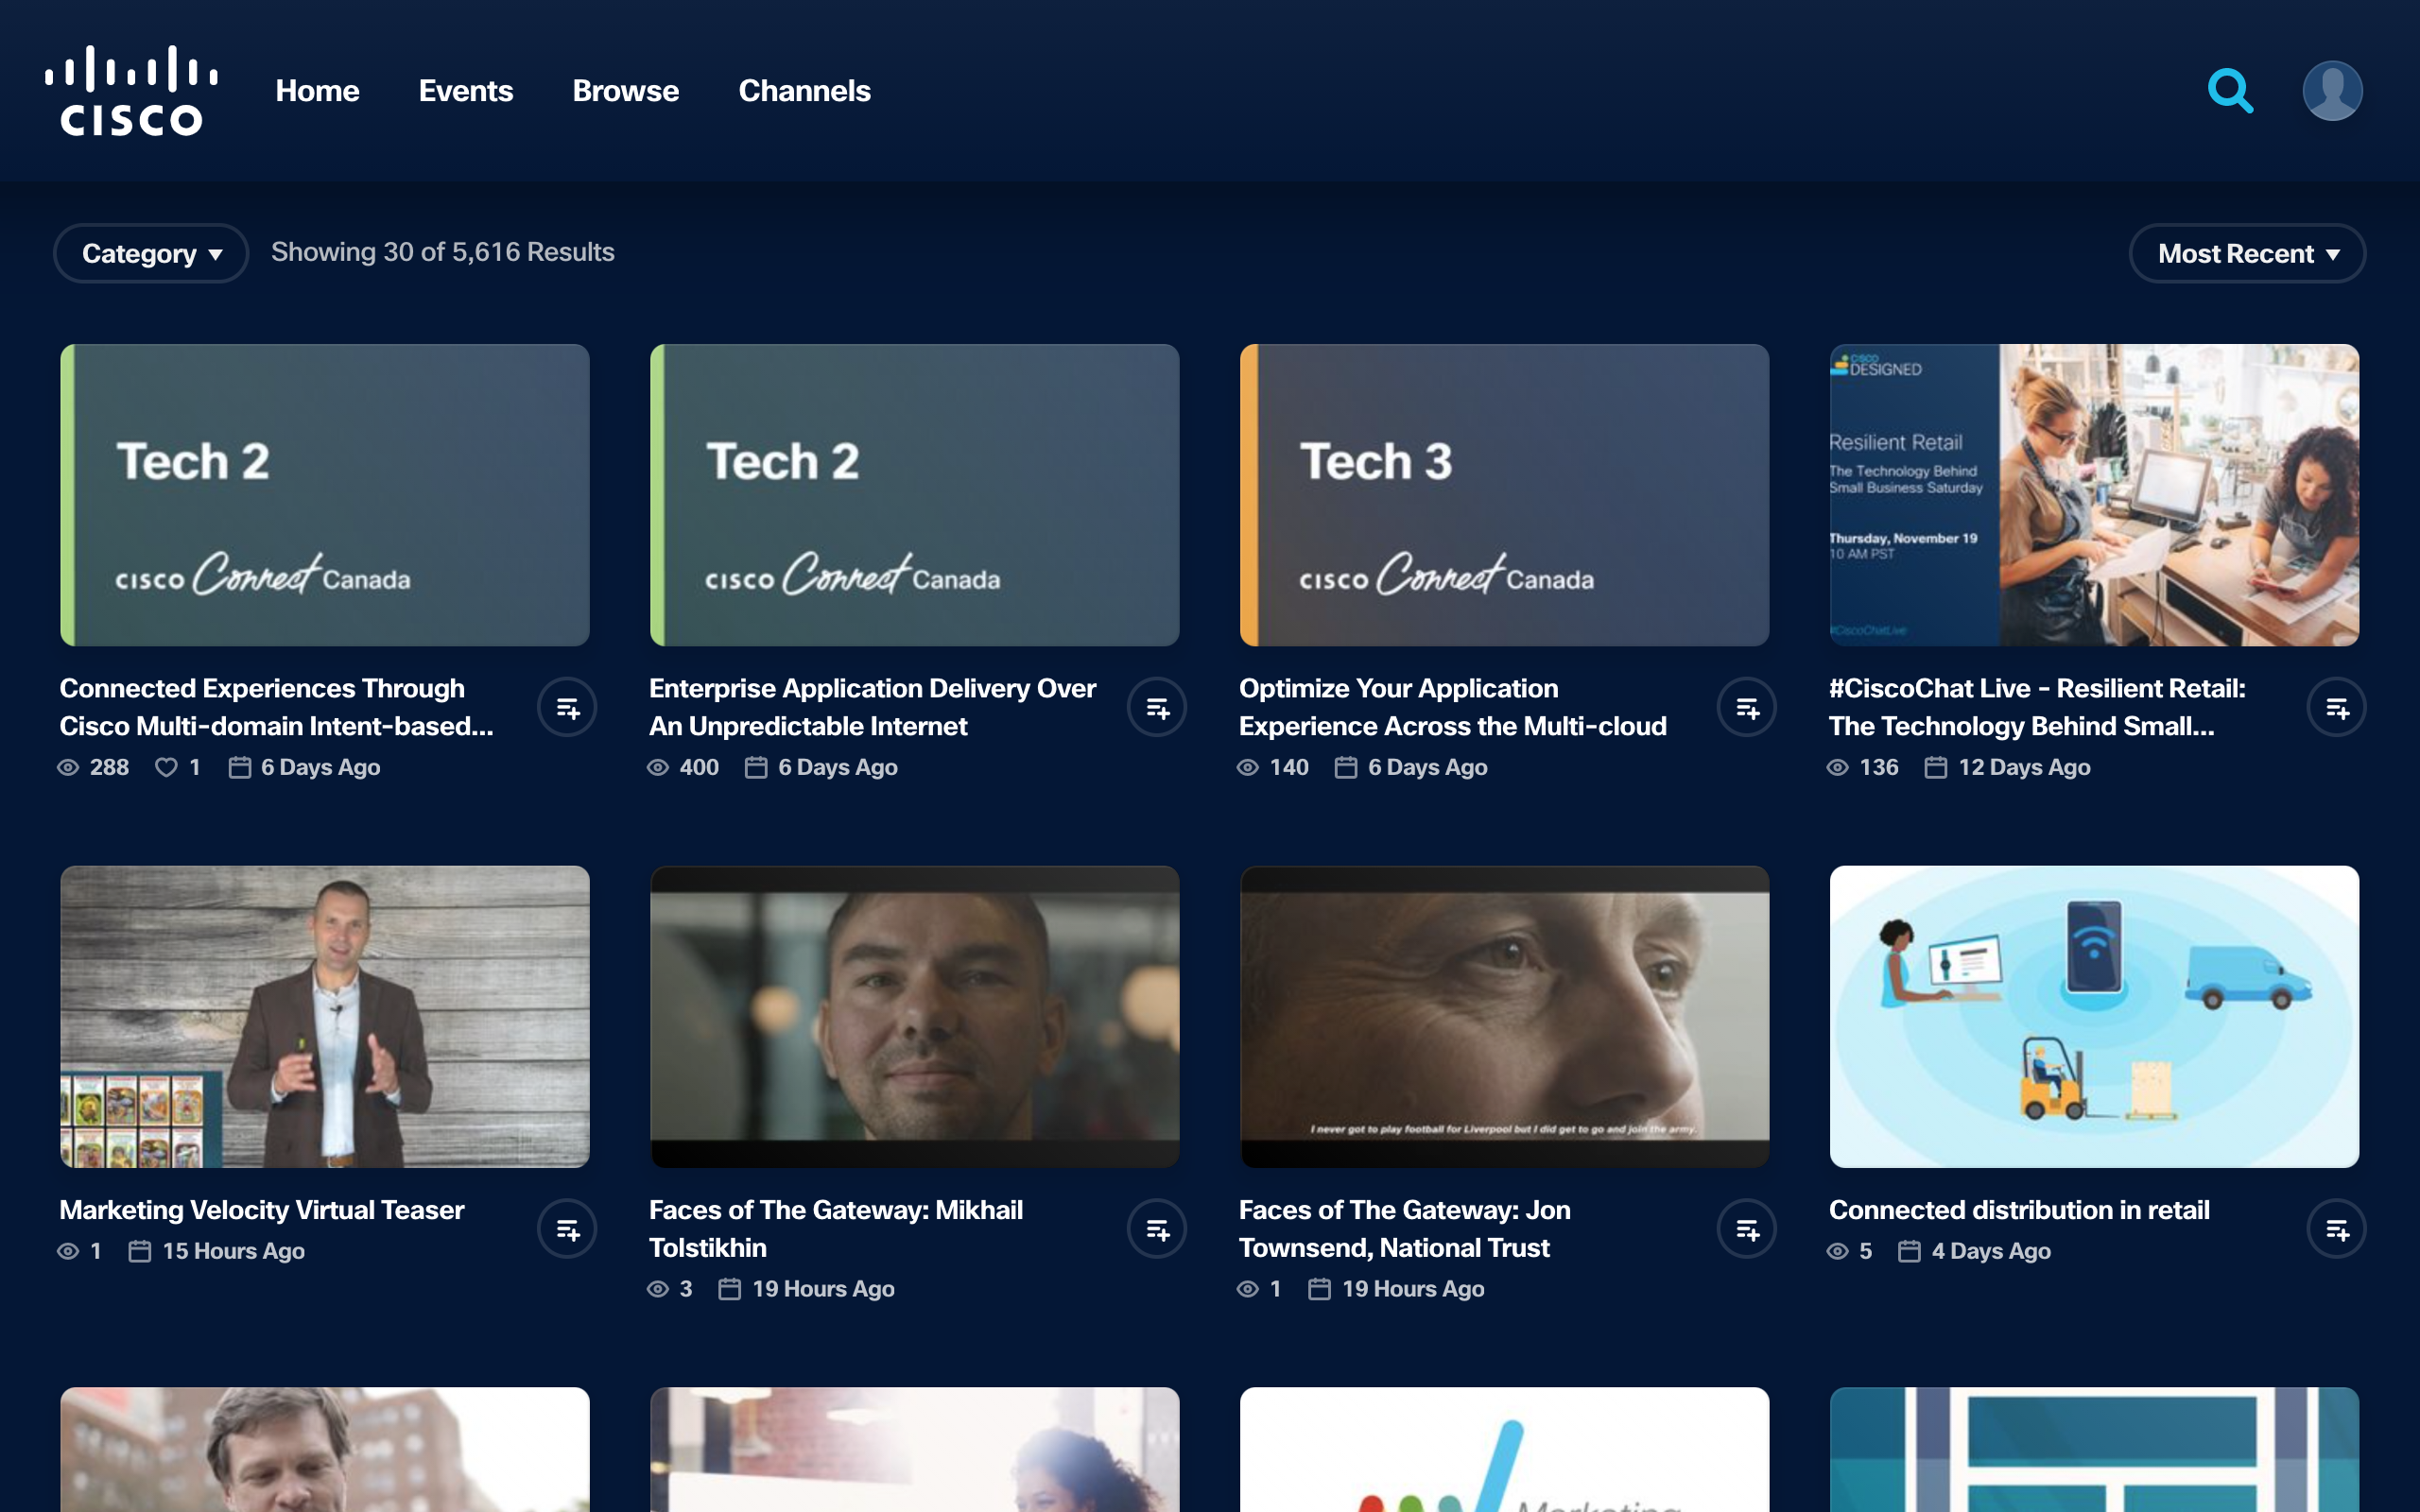 CISCO
Home
Events
Browse
Channels
Category
Showing 30 of 5,616 Results
Most Recent
Tech 2
CISCO Connect Canada
Connected Experiences Through
Cisco Multi-domain Intent-based...
288
1
6 Days Ago
Tech 2
CISCO Connect Canada
Enterprise Application Delivery Over
An Unpredictable Internet
400
6 Days Ago
Tech 3
CISCO Connect Canada
Optimize Your Application
Experience Across the Multi-cloud
140
6 Days Ago
CISCO
DESIGNED
Resilient Retail
The Technology Behind
Small Business Saturday
Thursday, November 19
10 AM PST
#CiscoChatLive
#CiscoChat Live - Resilient Retail:
The Technology Behind Small...
136
12 Days Ago
Marketing Velocity Virtual Teaser
1
15 Hours Ago
Faces of The Gateway: Mikhail
Tolstikhin
3
19 Hours Ago
I never got to play football for Liverpool but I did get to go and join the army.
Faces of The Gateway: Jon
Townsend, National Trust
1
19 Hours Ago
Connected distribution in retail
5
4 Days Ago
Marketing